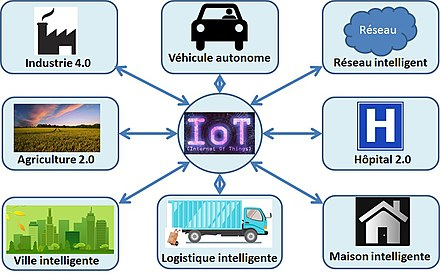 Industrie 4.0
Véhicule autonome
Réseau
Réseau intelligent
Agriculture 2.0
IoT
(Internet Of Things)
H
Hôpital 2.0
Ville intelligente
Logistique intelligente
Maison intelligente